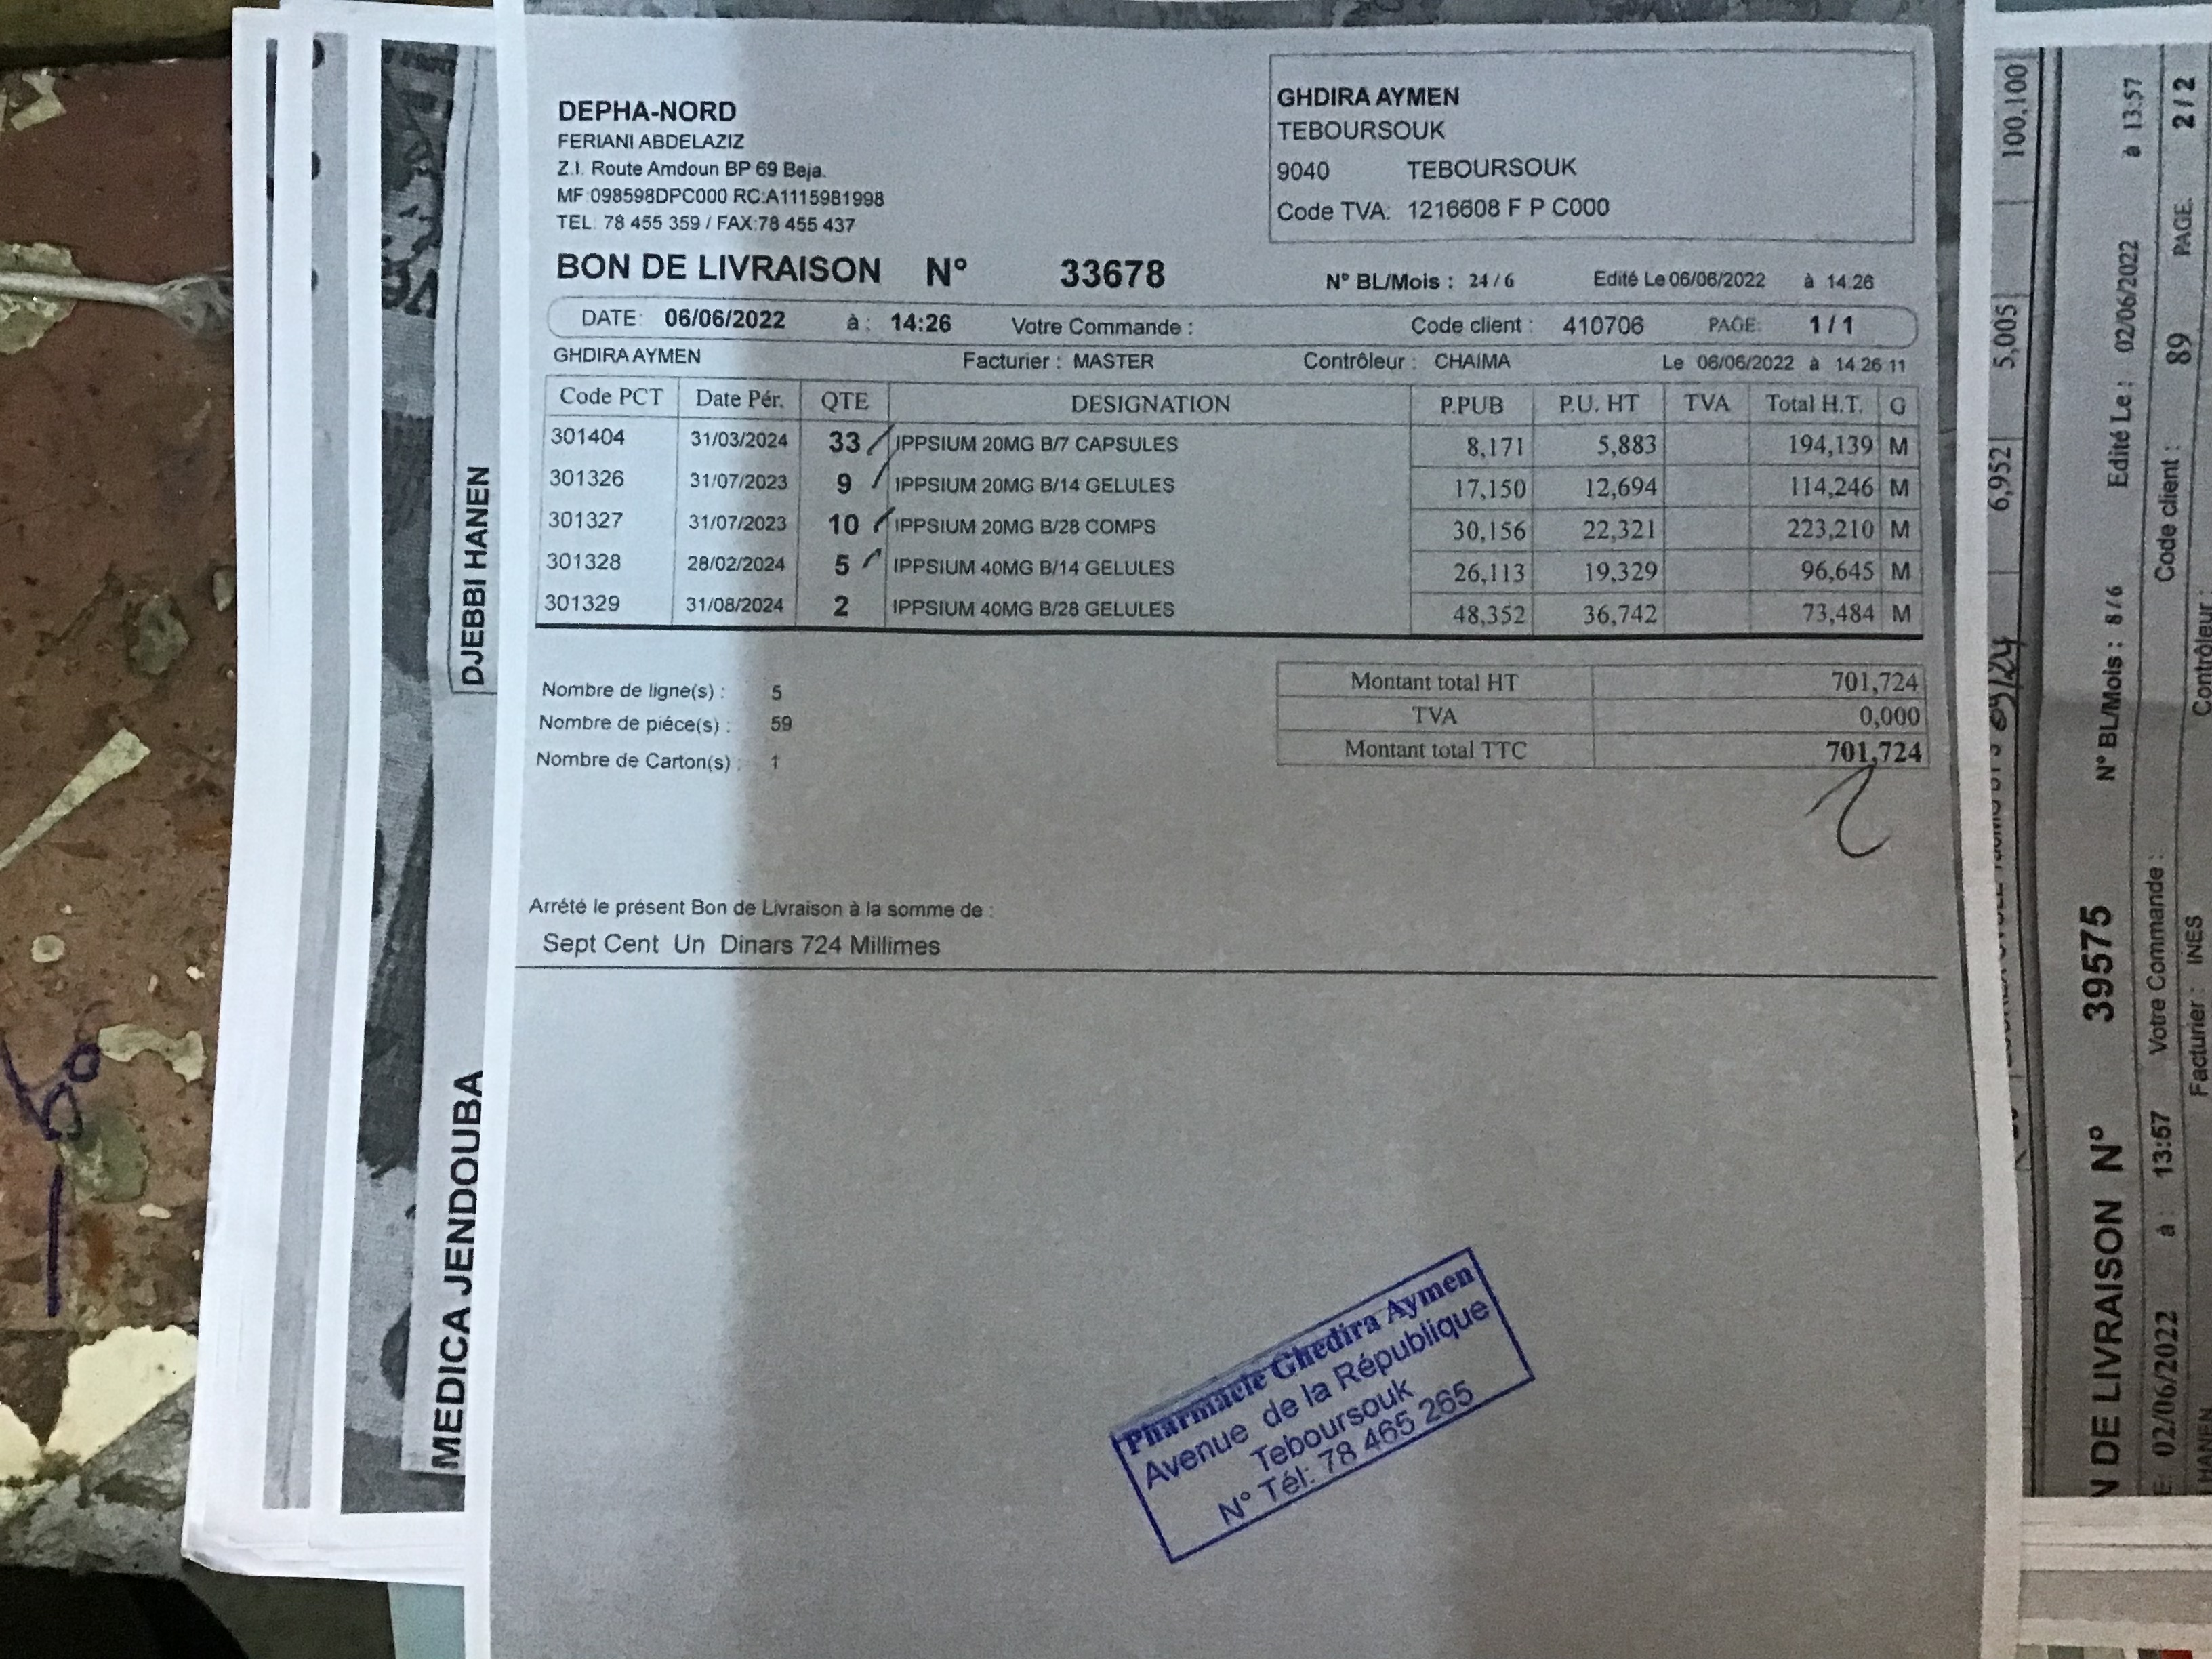 DEPHA-NORD
FERIANI ABDELAZIZ
Z.I. Route Amdoun BP 69 Beja.
MF:098598DPC000 RC:A1115981998
TEL: 78 455 359 / FAX:78 455 437
GHDIRA AYMEN
TEBOURSOUK
9040 TEBOURSOUK
Code TVA: 1216608 F P C000
BON DE LIVRAISON N° 33678
N° BL/Mois : 24 / 6 Edité Le 06/06/2022 à 14:26
DATE: 06/06/2022 à : 14:26 Votre Commande : Code client : 410706 PAGE: 1 / 1
GHDIRA AYMEN Facturier : MASTER Contrôleur : CHAIMA Le 06/06/2022 à 14:26:11
Code PCT Date Pér. QTE DESIGNATION P.PUB P.U. HT TVA Total H.T. G
301404 31/03/2024 33 IPPSIUM 20MG B/7 CAPSULES 8,171 5,883 194,139 M
301326 31/07/2023 9 IPPSIUM 20MG B/14 GELULES 17,150 12,694 114,246 M
301327 31/07/2023 10 IPPSIUM 20MG B/28 COMPS 30,156 22,321 223,210 M
301328 28/02/2024 5 IPPSIUM 40MG B/14 GELULES 26,113 19,329 96,645 M
301329 31/08/2024 2 IPPSIUM 40MG B/28 GELULES 48,352 36,742 73,484 M
Nombre de ligne(s) : 5
Nombre de piéce(s) : 59
Nombre de Carton(s) : 1
Montant total HT 701,724
TVA 0,000
Montant total TTC 701,724
Arrété le présent Bon de Livraison à la somme de :
Sept Cent Un Dinars 724 Millimes
Pharmacie Ghedira Aymen
Avenue de la République
Teboursouk
N° Tél: 78 465 265
DJEBBI HANEN
MEDICA JENDOUBA
100,100
5,005
6,952
09/24
N DE LIVRAISON N° 39575
N° BL/Mois : 8 / 6 Edité Le : 02/06/2022 à 13:57
E: 02/06/2022 à : 13:57 Votre Commande : Code client : 89 PAGE. 2 / 2
HANEN Facturier : INES Contrôleur :